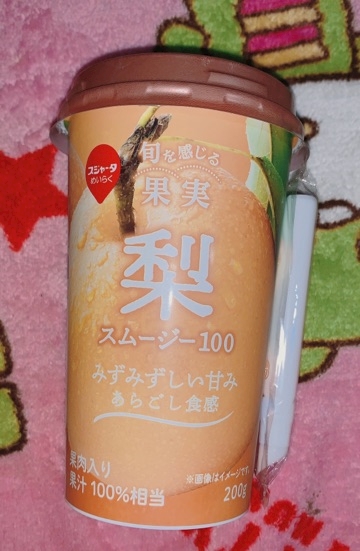 スジャータ
めいらく
旬を感じる
果実
梨
スムージー100
みずみずしい甘み
あらごし食感
果肉入り
果汁100%相当
※画像はイメージです。
200g